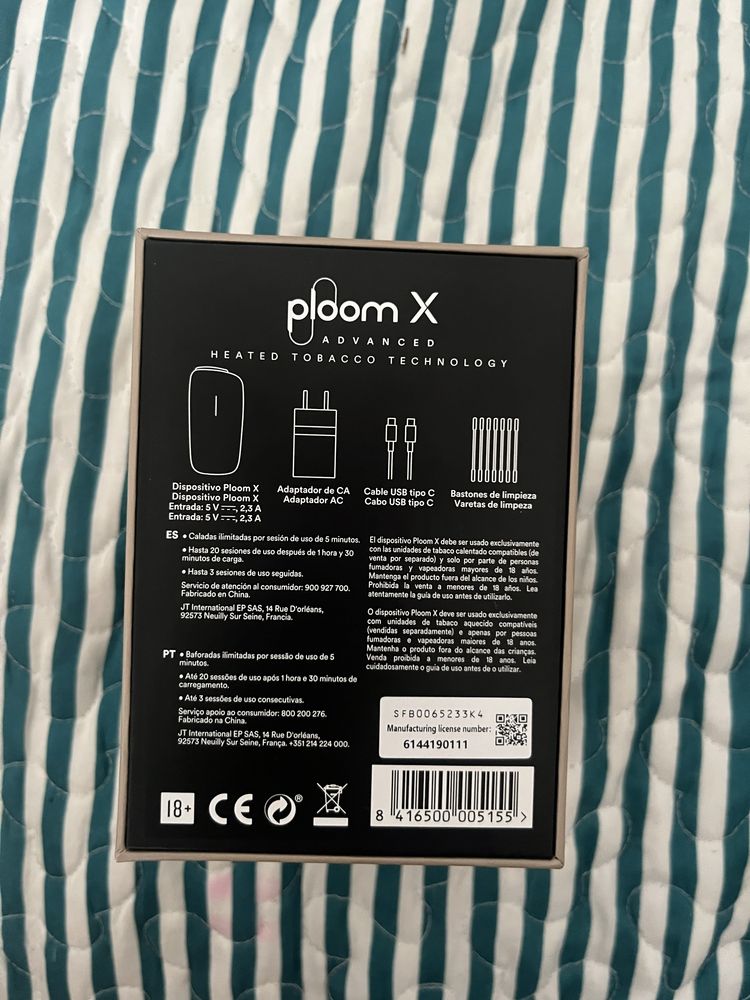 ploom X
ADVANCED
HEATED TOBACCO TECHNOLOGY
Dispositivo Ploom X
Dispositivo Ploom X
Entrada: 5 V ⎓, 2,3 A
Entrada: 5 V ⎓, 2,3 A
Adaptador de CA
Adaptador AC
Cable USB tipo C
Cabo USB tipo C
Bastones de limpieza
Varetas de limpeza
ES • Caladas ilimitadas por sesión de uso de 5 minutos.
• Hasta 20 sesiones de uso después de 1 hora y 30
minutos de carga.
• Hasta 3 sesiones de uso seguidas.
Servicio de atención al consumidor: 900 927 700.
Fabricado en China.
JT International EP SAS, 14 Rue D'orléans,
92573 Neuilly Sur Seine, Francia.
PT • Baforadas ilimitadas por sessão de uso de 5
minutos.
• Até 20 sessões de uso após 1 hora e 30 minutos de
carregamento.
• Até 3 sessões de uso consecutivas.
Serviço apoio ao consumidor: 800 200 276.
Fabricado na China.
JT International EP SAS, 14 Rue D'orléans,
92573 Neuilly Sur Seine, França. +351 214 224 000.
El dispositivo Ploom X debe ser usado exclusivamente
con las unidades de tabaco calentado compatibles (de
venta por separado) y solo por parte de personas
fumadoras y vapeadoras mayores de 18 años.
Mantenga el producto fuera del alcance de los niños.
Prohibida la venta a menores de 18 años. Lea
atentamente la guía de uso antes de utilizarlo.
O dispositivo Ploom X deve ser usado exclusivamente
com unidades de tabaco aquecido compatíveis
(vendidas separadamente) e apenas por pessoas
fumadoras e vapeadoras maiores de 18 anos.
Mantenha o produto fora do alcance das crianças.
Venda proibida a menores de 18 anos. Leia
cuidadosamente o guia de uso antes de o utilizar.
SFB0065233K4
Manufacturing license number:
6144190111
18+
CE
®
8 416500 005155 >